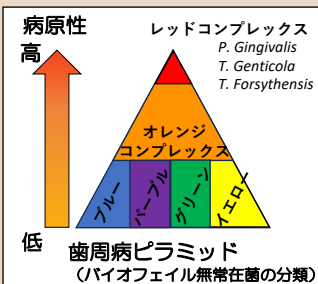 病原性
高
レッドコンプレックス
P. Gingivalis
T. Genticola
T. Forsythensis
オレンジ
コンプレックス
ブルー
パープル
グリーン
イエロー
低
歯周病ピラミッド
（バイオフェイル無常在菌の分類）